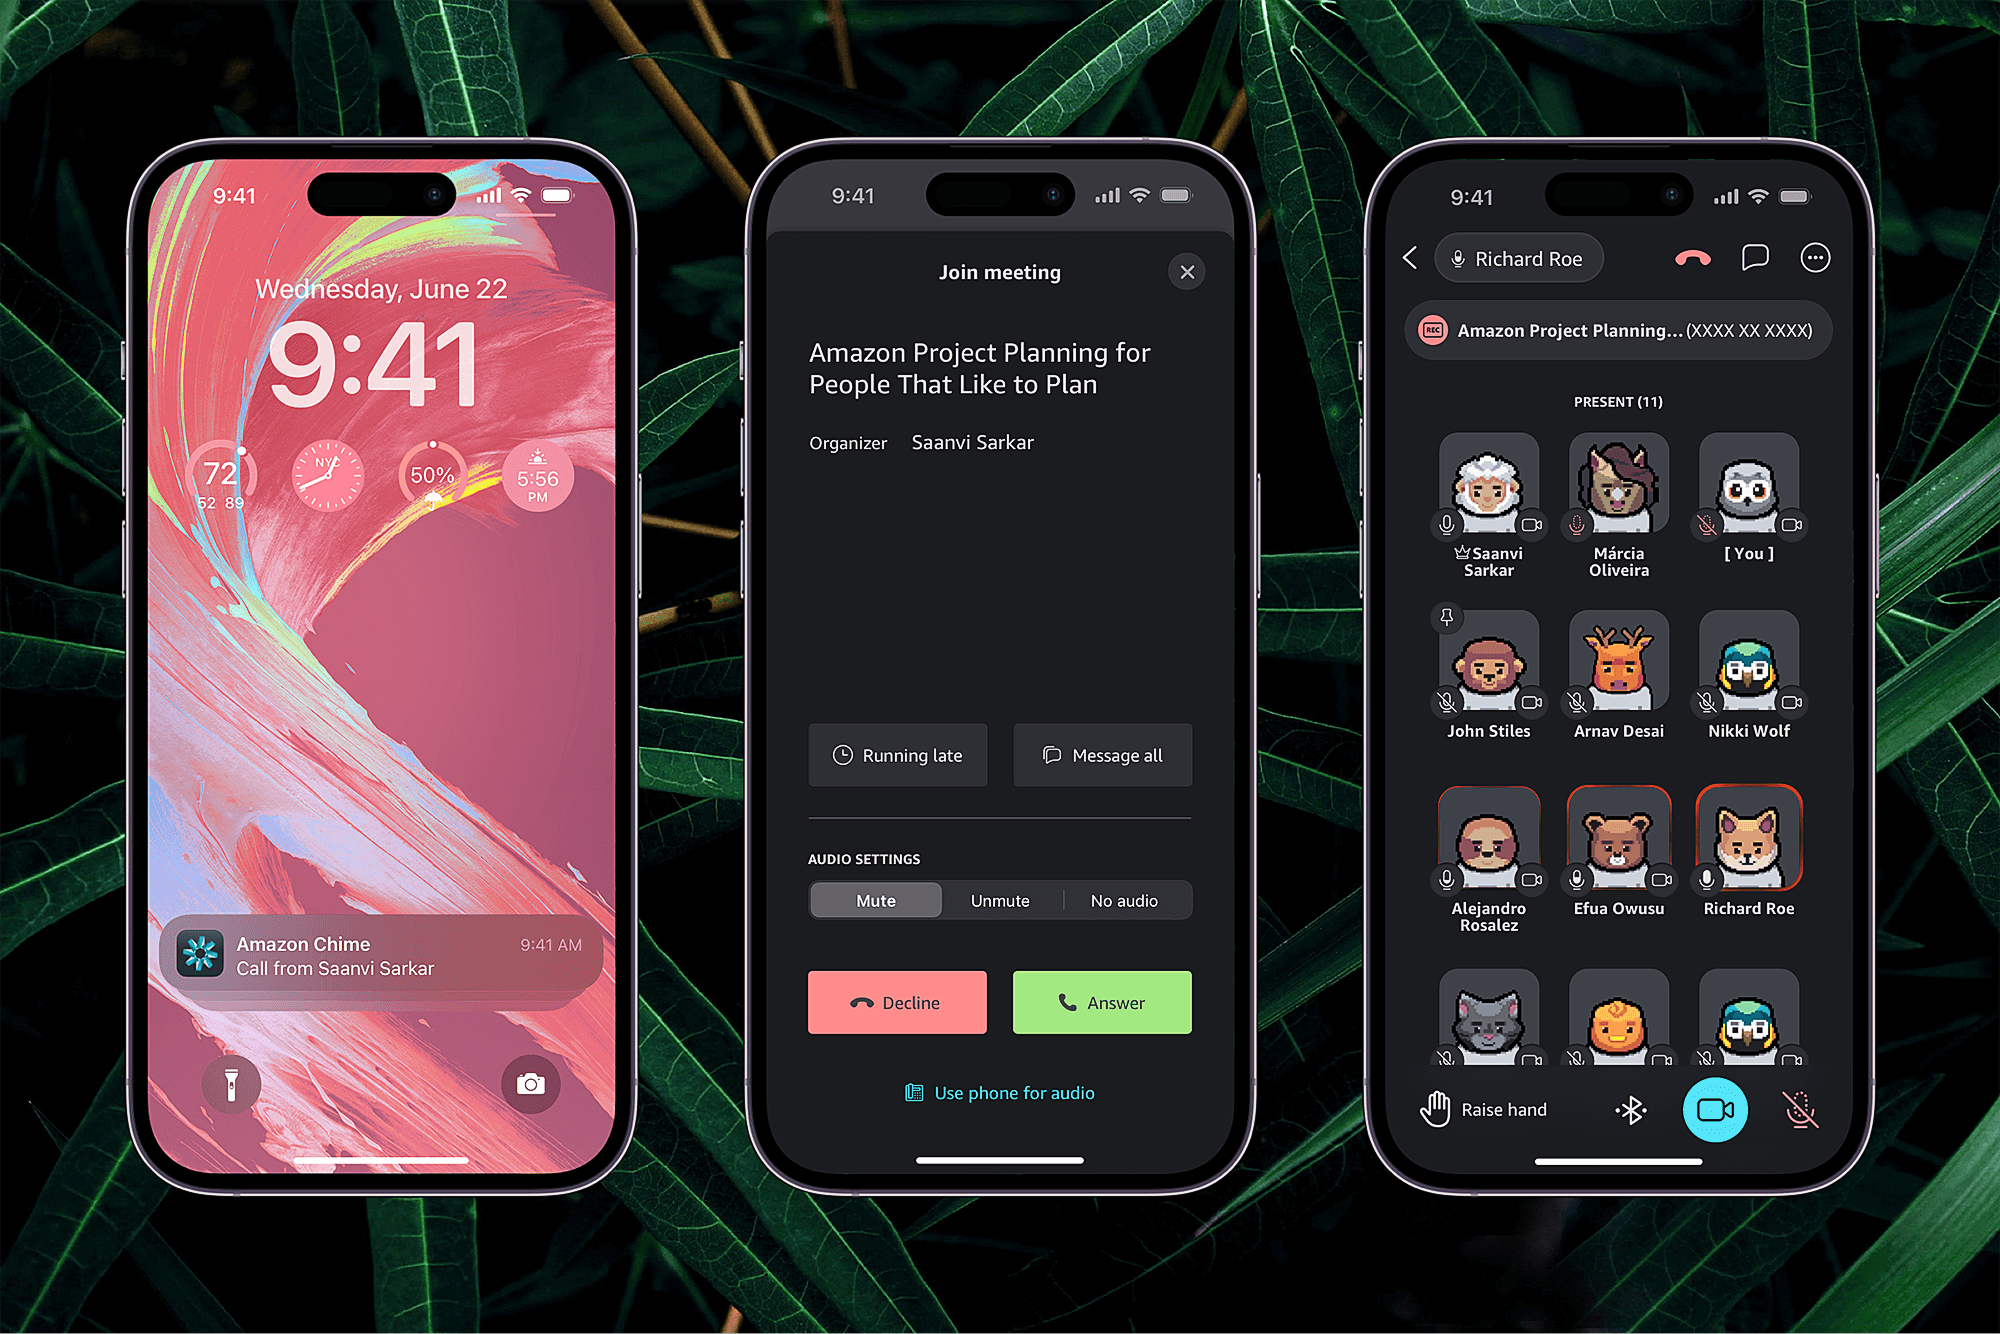 9:41
Wednesday, June 22
9:41
72
52 89
NYC
50%
5:56
PM
Amazon Chime
9:41 AM
Call from Saanvi Sarkar
9:41
Join meeting
Amazon Project Planning for
People That Like to Plan
Organizer Saanvi Sarkar
Running late
Message all
AUDIO SETTINGS
Mute
Unmute
No audio
Decline
Answer
Use phone for audio
9:41
Richard Roe
REC
Amazon Project Planning... (XXXX XX XXXX)
PRESENT (11)
Saanvi
Sarkar
Márcia
Oliveira
[ You ]
John Stiles
Arnav Desai
Nikki Wolf
Alejandro
Rosalez
Efua Owusu
Richard Roe
Raise hand